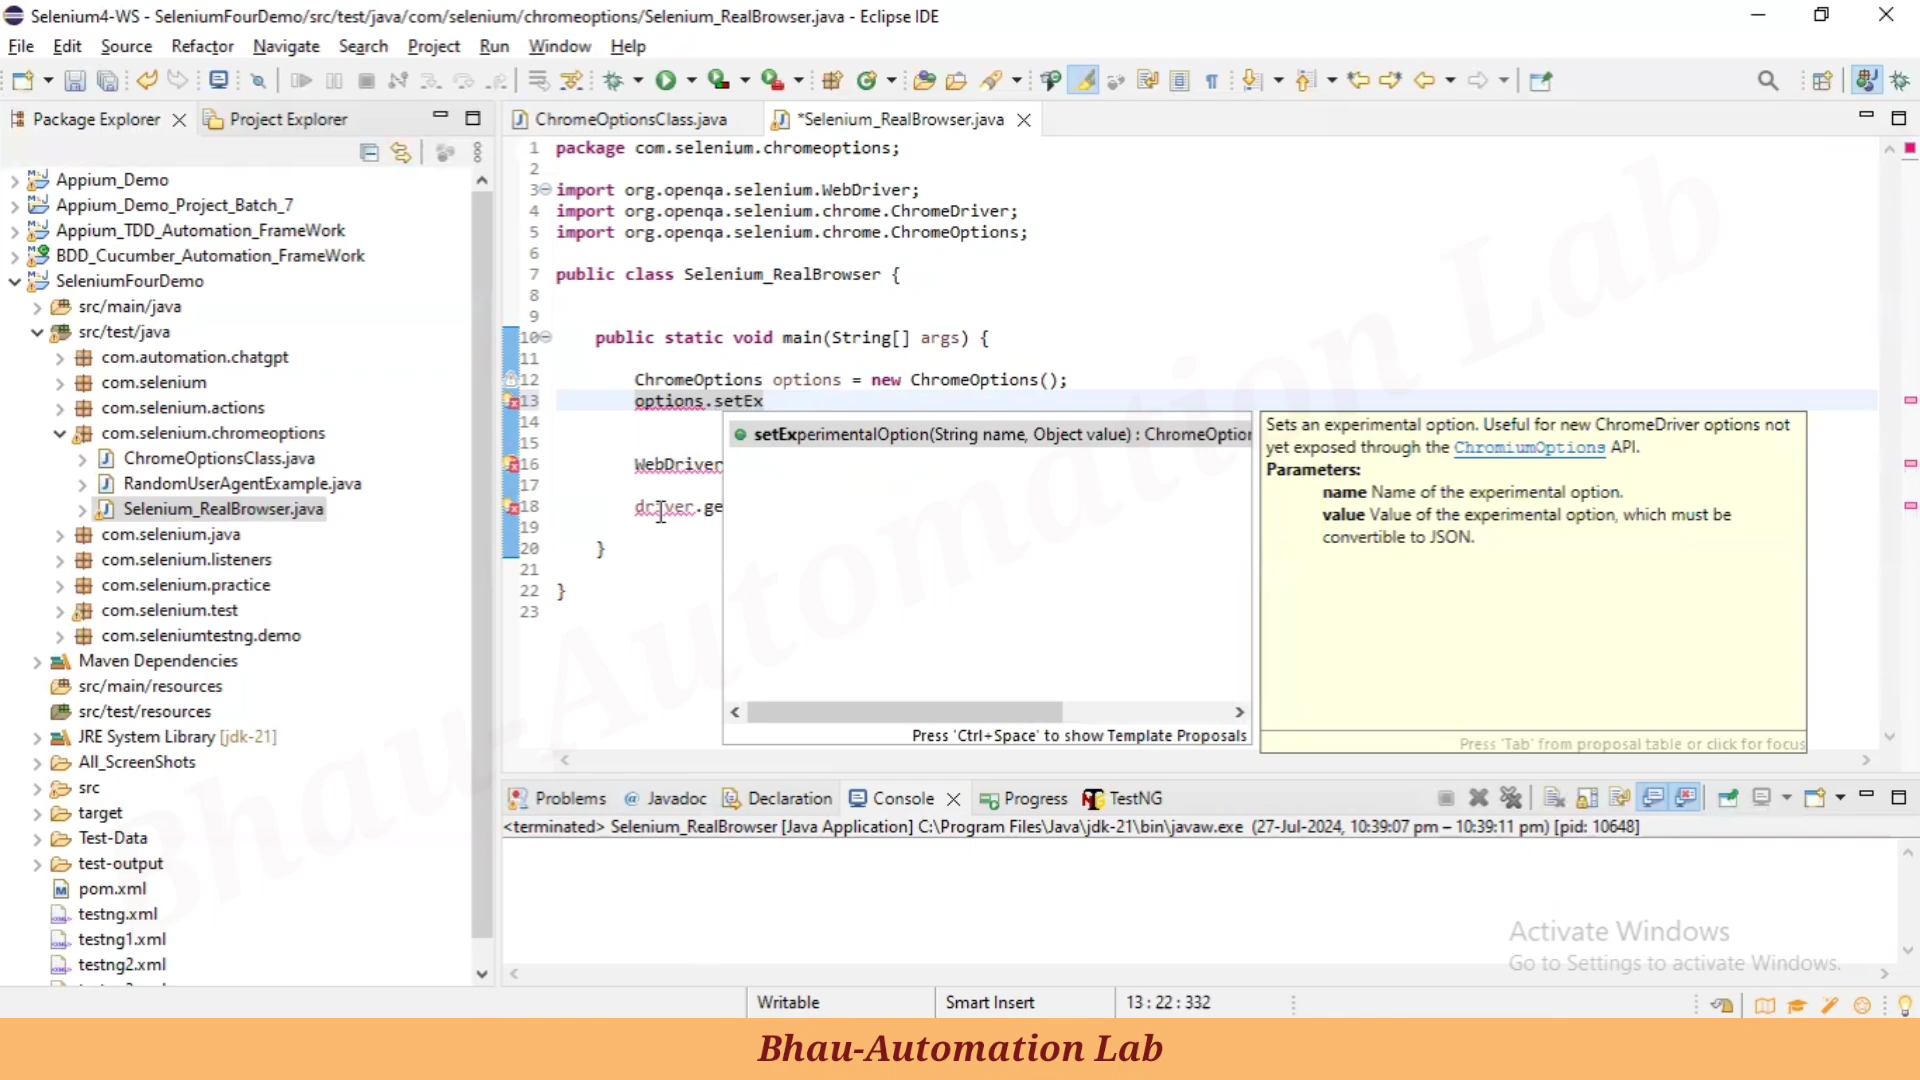 Selenium4-WS - SeleniumFourDemo/src/test/java/com/selenium/chromeoptions/Selenium_RealBrowser.java - Eclipse IDE
File Edit Source Refactor Navigate Search Project Run Window Help
Package Explorer Project Explorer
Appium_Demo
Appium_Demo_Project_Batch_7
Appium_TDD_Automation_FrameWork
BDD_Cucumber_Automation_FrameWork
SeleniumFourDemo
src/main/java
src/test/java
com.automation.chatgpt
com.selenium
com.selenium.actions
com.selenium.chromeoptions
ChromeOptionsClass.java
RandomUserAgentExample.java
Selenium_RealBrowser.java
com.selenium.java
com.selenium.listeners
com.selenium.practice
com.selenium.test
com.seleniumtestng.demo
Maven Dependencies
src/main/resources
src/test/resources
JRE System Library [jdk-21]
All_ScreenShots
src
target
Test-Data
test-output
pom.xml
testng.xml
testng1.xml
testng2.xml
ChromeOptionsClass.java *Selenium_RealBrowser.java
1 package com.selenium.chromeoptions;
2
3 import org.openqa.selenium.WebDriver;
4 import org.openqa.selenium.chrome.ChromeDriver;
5 import org.openqa.selenium.chrome.ChromeOptions;
6
7 public class Selenium_RealBrowser {
8
9
10 public static void main(String[] args) {
11
12 ChromeOptions options = new ChromeOptions();
13 options.setEx
14
15
16 WebDriver
17
18 driver.ge
19
20 }
21
22 }
23
setExperimentalOption(String name, Object value) : ChromeOption
Press 'Ctrl+Space' to show Template Proposals
Sets an experimental option. Useful for new ChromeDriver options not
yet exposed through the ChromiumOptions API.
Parameters:
name Name of the experimental option.
value Value of the experimental option, which must be
convertible to JSON.
Press 'Tab' from proposal table or click for focus
Problems @ Javadoc Declaration Console Progress TestNG
<terminated> Selenium_RealBrowser [Java Application] C:\Program Files\Java\jdk-21\bin\javaw.exe (27-Jul-2024, 10:39:07 pm – 10:39:11 pm) [pid: 10648]
Activate Windows
Go to Settings to activate Windows.
Writable Smart Insert 13 : 22 : 332
Bhau-Automation Lab
Bhau-Automation Lab